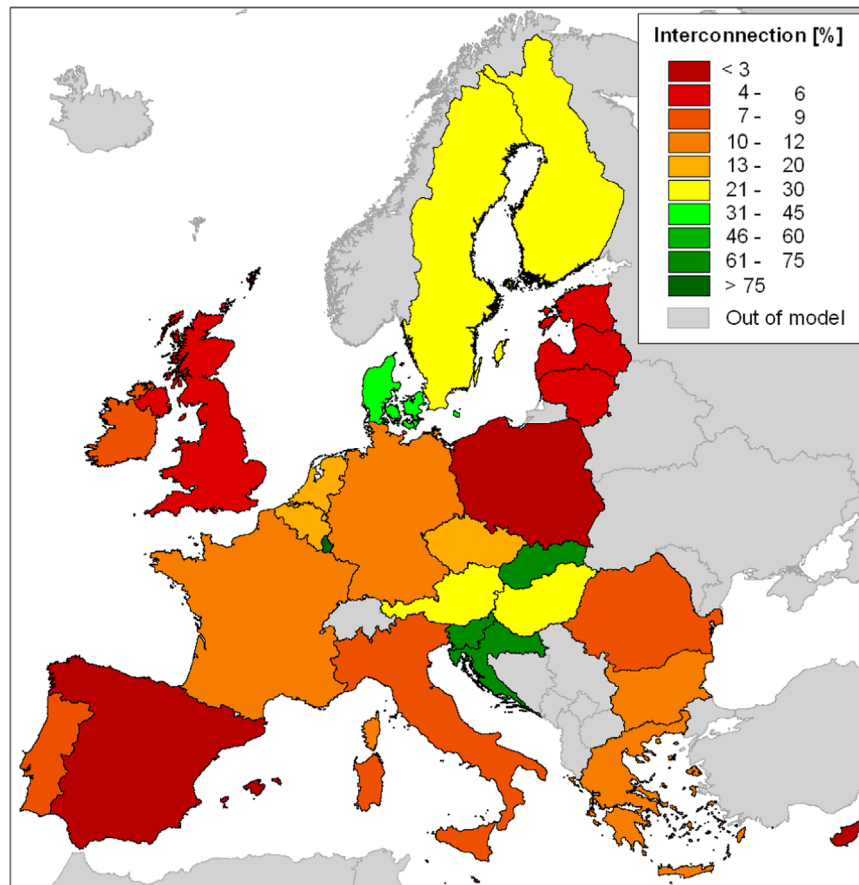 Interconnection [%]
< 3
4 - 6
7 - 9
10 - 12
13 - 20
21 - 30
31 - 45
46 - 60
61 - 75
> 75
Out of model